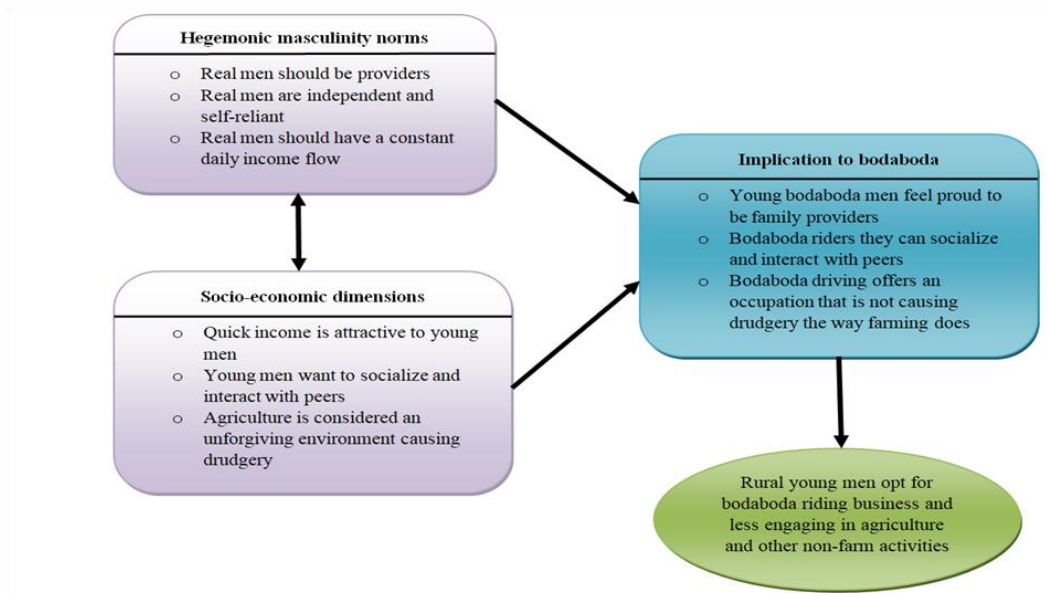 Hegemonic masculinity norms
o Real men should be providers
o Real men are independent and
self-reliant
o Real men should have a constant
daily income flow
Socio-economic dimensions
o Quick income is attractive to young
men
o Young men want to socialize and
interact with peers
o Agriculture is considered an
unforgiving environment causing
drudgery
Implication to bodaboda
o Young bodaboda men feel proud to
be family providers
o Bodaboda riders they can socialize
and interact with peers
o Bodaboda driving offers an
occupation that is not causing
drudgery the way farming does
Rural young men opt for
bodaboda riding business and
less engaging in agriculture
and other non-farm activities